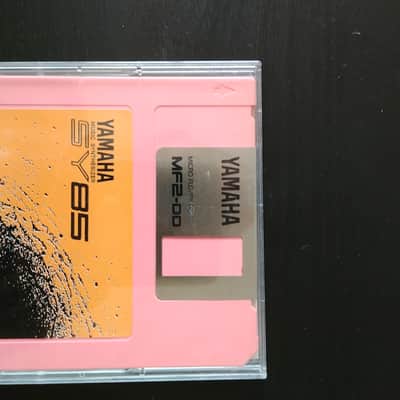 YAMAHA
MUSIC SYNTHESIZER
SY85
YAMAHA
MICRO FLOPPY DISK
MF2-DD